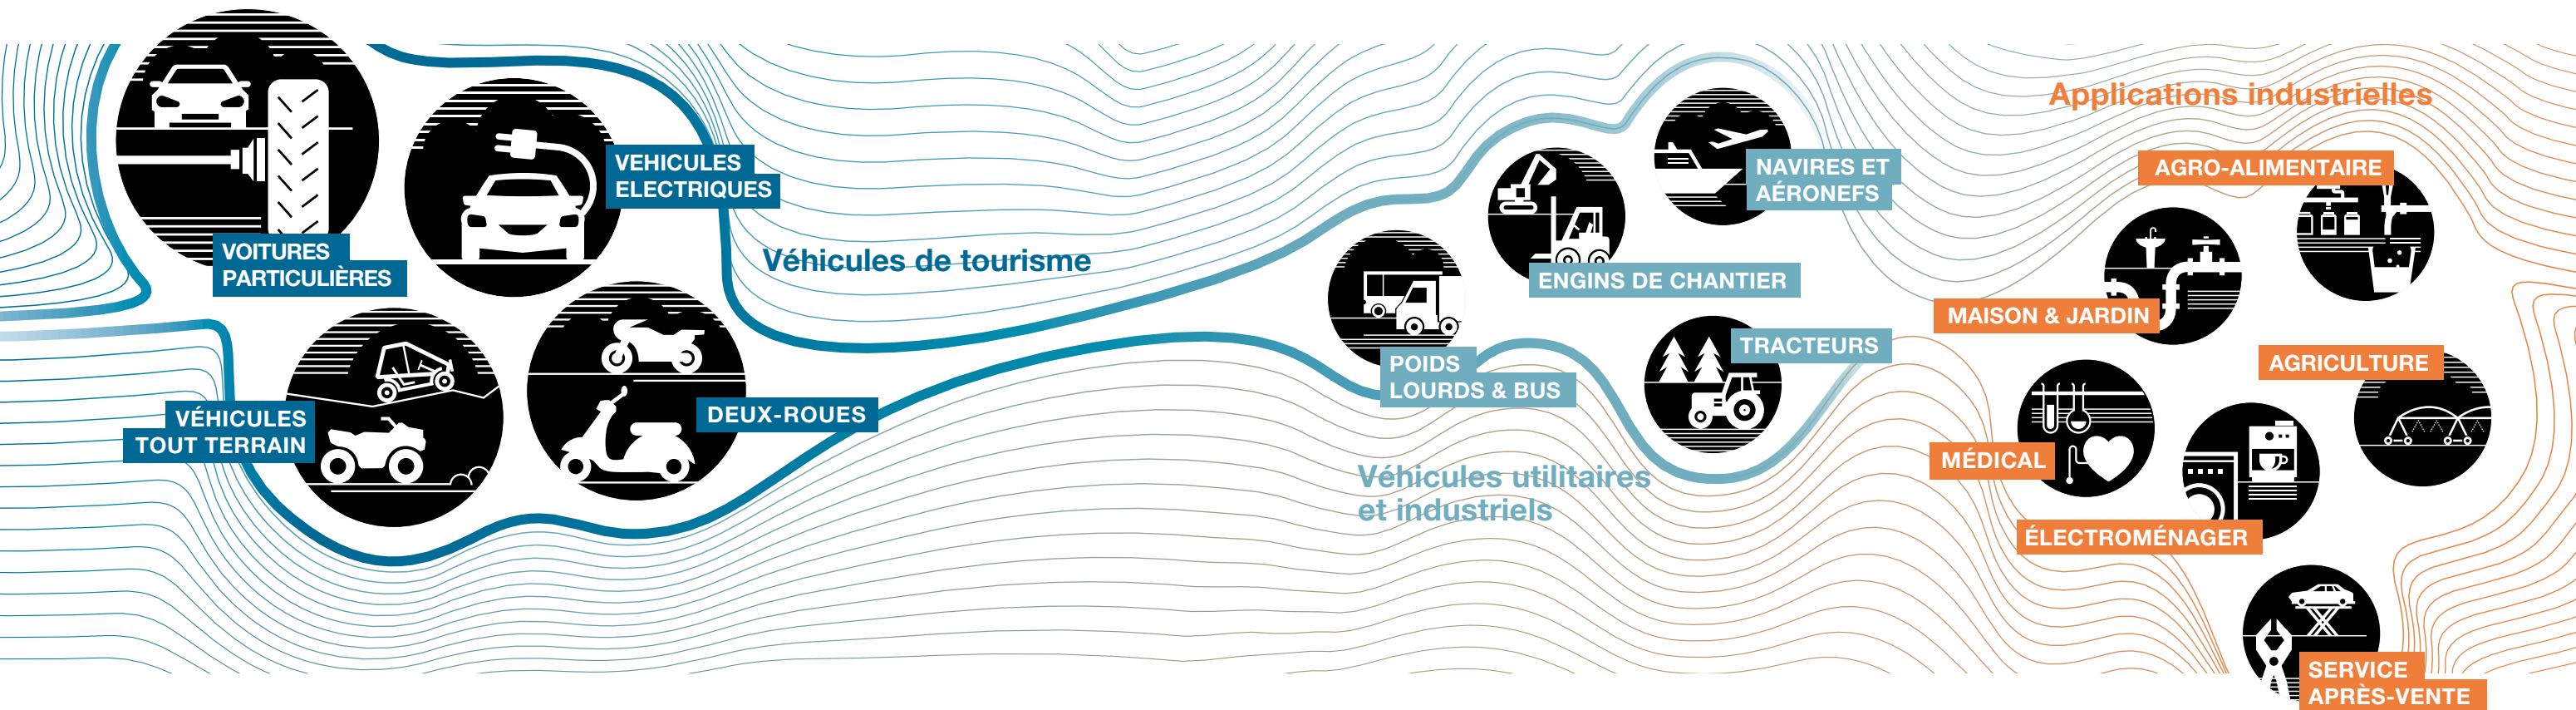 VOITURES
PARTICULIÈRES
VEHICULES
ELECTRIQUES
VÉHICULES
TOUT TERRAIN
DEUX-ROUES
Véhicules de tourisme
POIDS
LOURDS & BUS
ENGINS DE CHANTIER
NAVIRES ET
AÉRONEFS
TRACTEURS
Véhicules utilitaires
et industriels
Applications industrielles
AGRO-ALIMENTAIRE
MAISON & JARDIN
AGRICULTURE
MÉDICAL
ÉLECTROMÉNAGER
SERVICE
APRÈS-VENTE